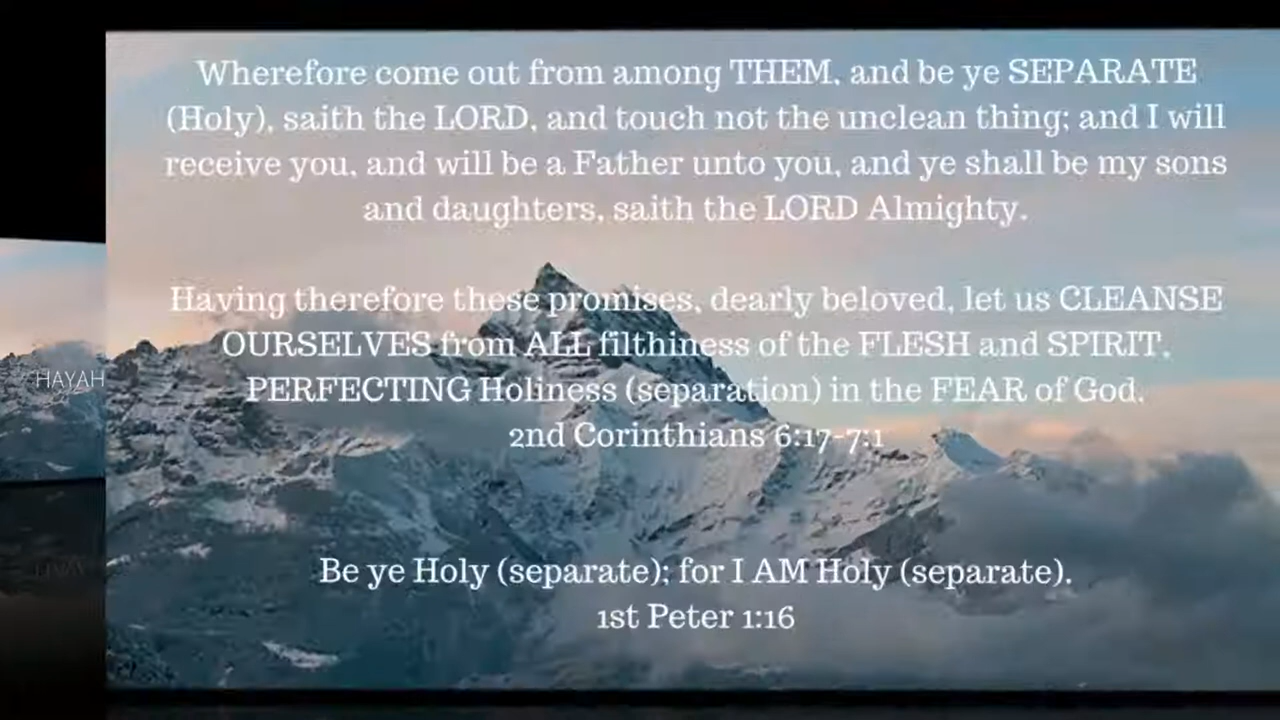 Wherefore come out from among THEM, and be ye SEPARATE
(Holy), saith the LORD, and touch not the unclean thing; and I will
receive you, and will be a Father unto you, and ye shall be my sons
and daughters, saith the LORD Almighty.
Having therefore these promises, dearly beloved, let us CLEANSE
OURSELVES from ALL filthiness of the FLESH and SPIRIT,
PERFECTING Holiness (separation) in the FEAR of God.
2nd Corinthians 6:17-7:1
HAYAH
Be ye Holy (separate); for I AM Holy (separate).
1st Peter 1:16